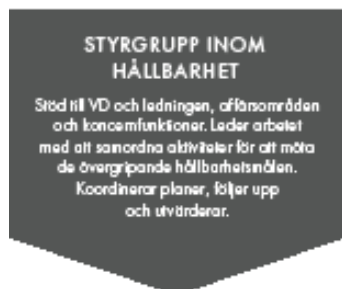 STYRGRUPP INOM
HÅLLBARHET
Stöd till VD och ledningen, affärsområden
och koncernfunktioner. Leder arbetet
med att samordna aktiviteter för att möta
de övergripande hållbarhetsmålen.
Koordinerar planer, följer upp
och utvärderar.